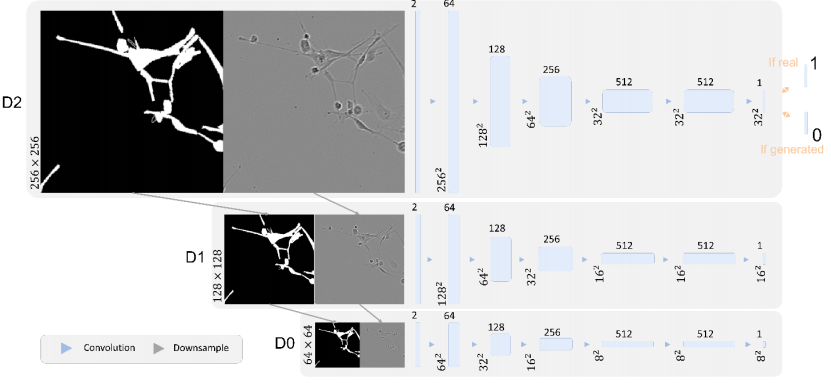 2 64
128
256
512 512 1
If real 1
D2
256 × 256
256²
128²
64²
32² 32² 32²
0
If generated
2 64
128
256
512 512 1
D1
128 × 128
128²
64²
32²
16² 16² 16²
2 64
128
256
512 512 1
D0
64 × 64
64²
32²
16²
8² 8² 8²
Convolution Downsample